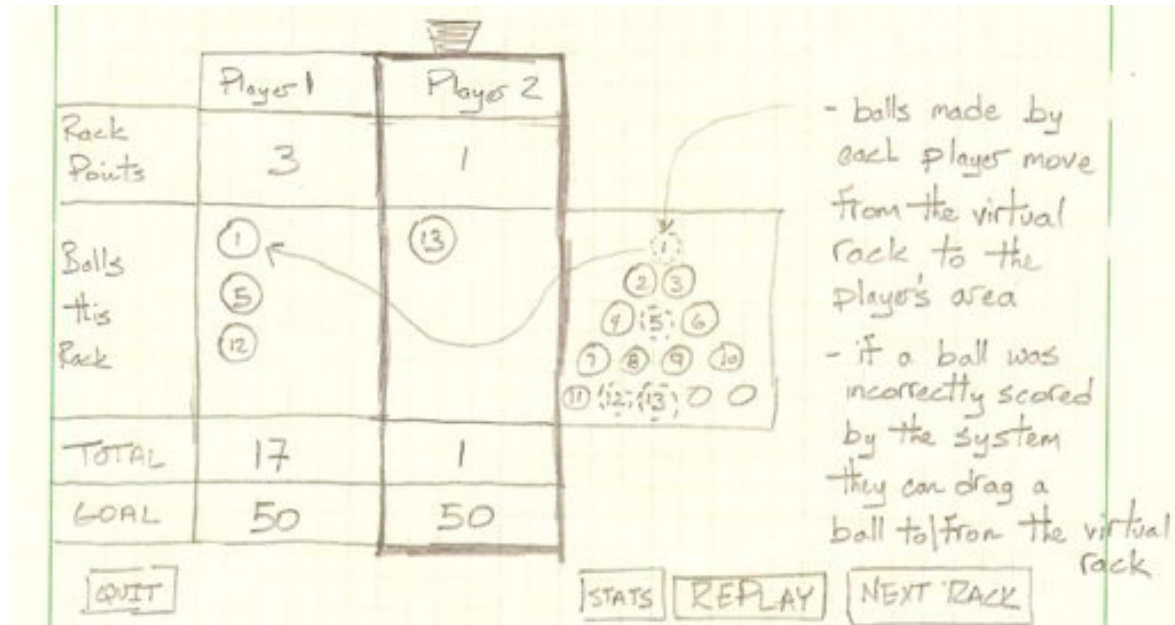 Player 1 Player 2
Rack
Points
3 1
Balls
this
Rack
1 13
5
12
1
2 3
4 5 6
7 8 9 10
11 12 13
TOTAL 17 1
GOAL 50 50
QUIT STATS REPLAY NEXT RACK
- balls made by
each player move
from the virtual
rack to the
player's area
- if a ball was
incorrectly scored
by the system
they can drag a
ball to/from the virtual
rack